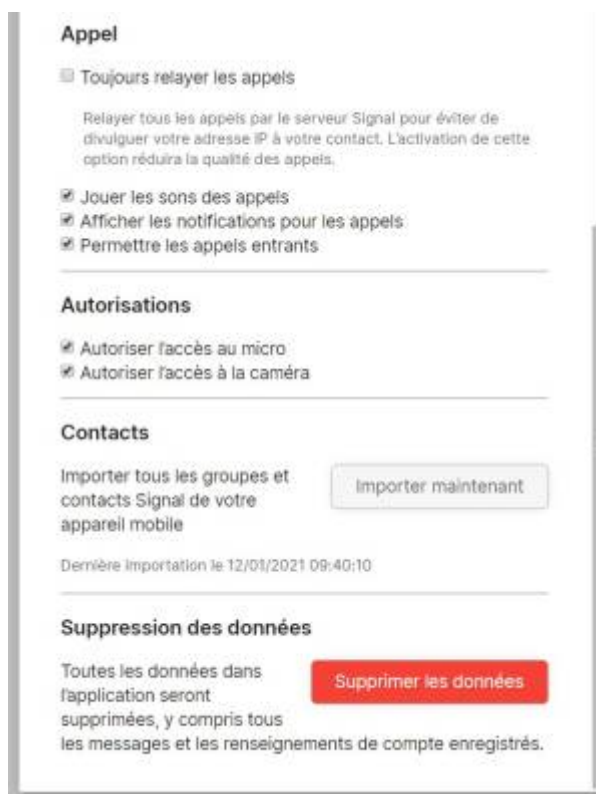 Appel
Toujours relayer les appels
Relayer tous les appels par le serveur Signal pour éviter de
divulguer votre adresse IP à votre contact. L'activation de cette
option réduira la qualité des appels.
Jouer les sons des appels
Afficher les notifications pour les appels
Permettre les appels entrants
Autorisations
Autoriser l'accès au micro
Autoriser l'accès à la caméra
Contacts
Importer tous les groupes et
contacts Signal de votre
appareil mobile
Importer maintenant
Dernière importation le 12/01/2021 09:40:10
Suppression des données
Toutes les données dans
l'application seront
supprimées, y compris tous
les messages et les renseignements de compte enregistrés.
Supprimer les données